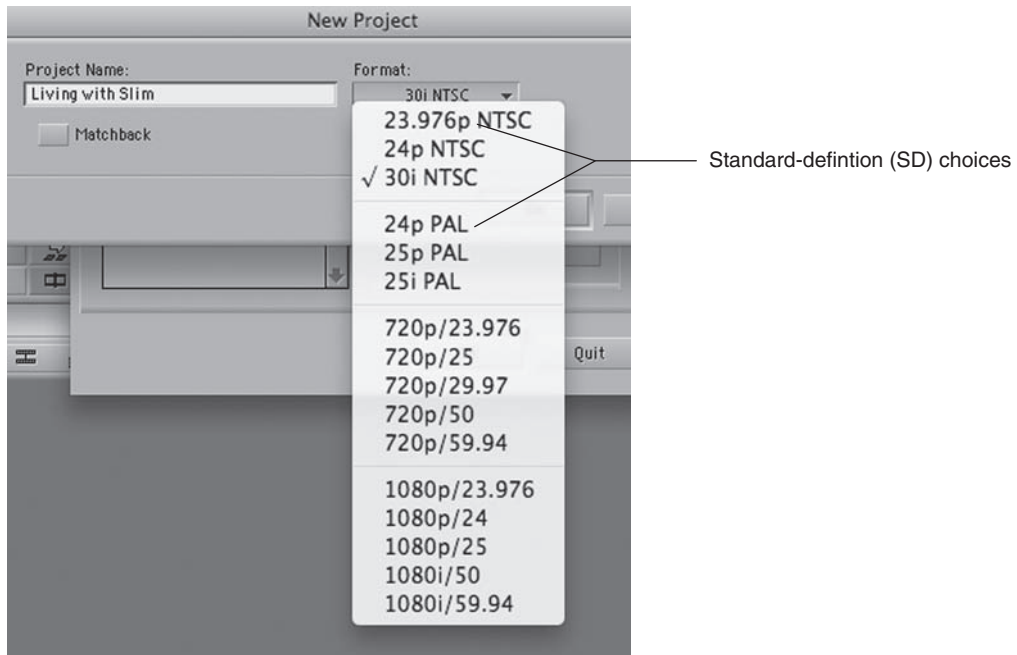 New Project
Project Name:
Format:
Living with Slim
30i NTSC
Matchback
23.976p NTSC
24p NTSC
√ 30i NTSC
Standard-defintion (SD) choices
24p PAL
25p PAL
25i PAL
720p/23.976
720p/25
Quit
720p/29.97
720p/50
720p/59.94
1080p/23.976
1080p/24
1080p/25
1080i/50
1080i/59.94